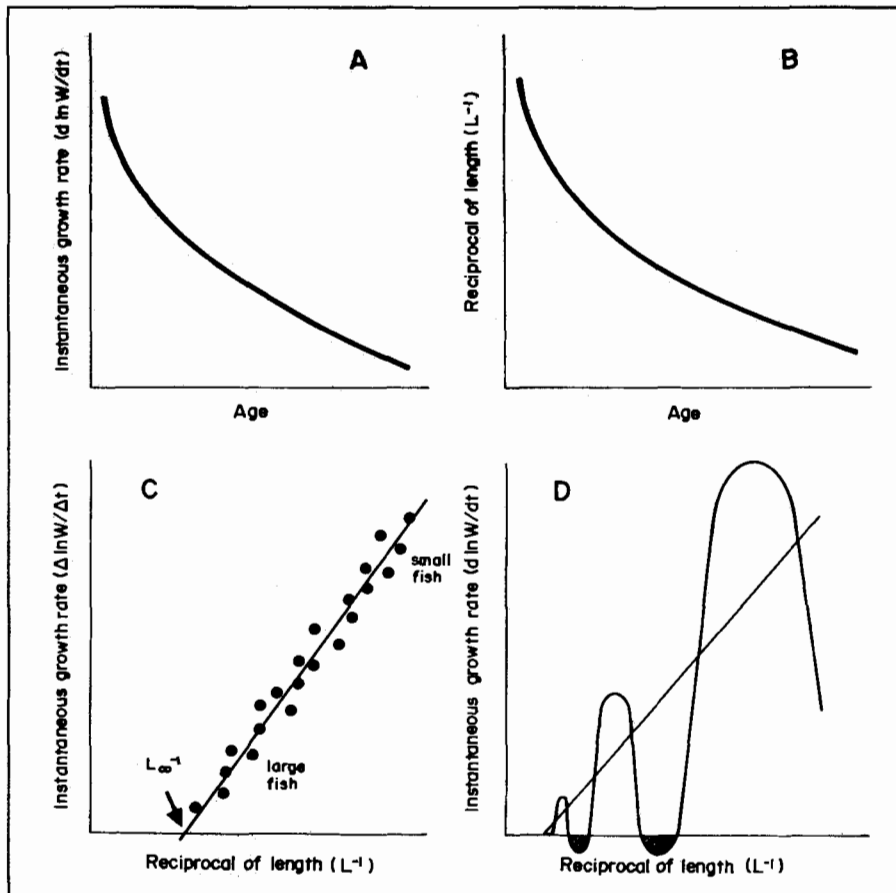 A
Instantaneous growth rate (d ln W/dt)
Age
B
Reciprocal of length (L⁻¹)
Age
C
Instantaneous growth rate (Δ ln W/Δt)
small
fish
large
fish
L∞⁻¹
Reciprocal of length (L⁻¹)
D
Instantaneous growth rate (d ln W/dt)
Reciprocal of length (L⁻¹)